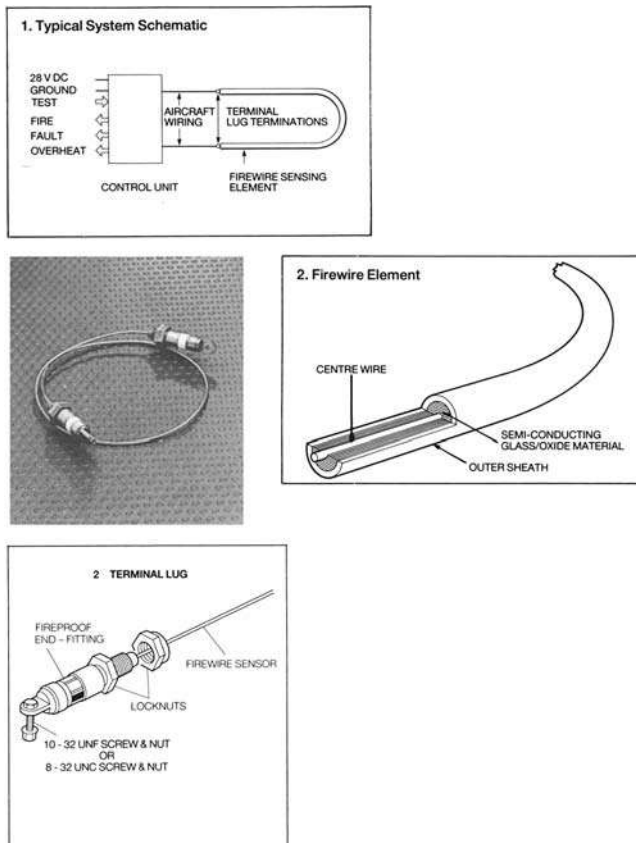 1. Typical System Schematic
28 V DC
GROUND
TEST
FIRE
FAULT
OVERHEAT
CONTROL UNIT
AIRCRAFT
WIRING
TERMINAL
LUG TERMINATIONS
FIREWIRE SENSING
ELEMENT
2. Firewire Element
CENTRE WIRE
SEMI-CONDUCTING
GLASS/OXIDE MATERIAL
OUTER SHEATH
2 TERMINAL LUG
FIREPROOF
END – FITTING
FIREWIRE SENSOR
LOCKNUTS
10 - 32 UNF SCREW & NUT
OR
8 - 32 UNC SCREW & NUT